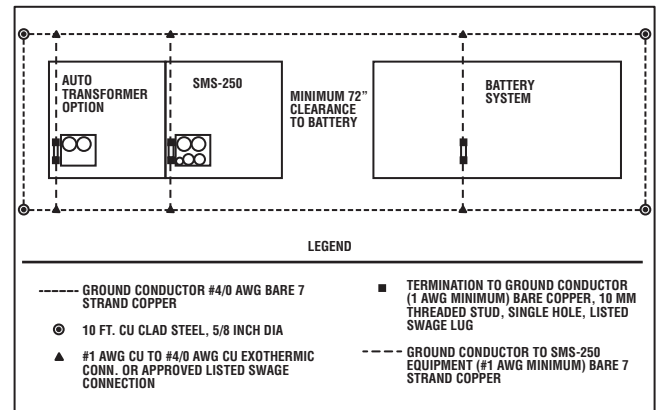 AUTO
TRANSFORMER
OPTION
SMS-250
MINIMUM 72"
CLEARANCE
TO BATTERY
BATTERY
SYSTEM
LEGEND
GROUND CONDUCTOR #4/0 AWG BARE 7
STRAND COPPER
10 FT. CU CLAD STEEL, 5/8 INCH DIA
#1 AWG CU TO #4/0 AWG CU EXOTHERMIC
CONN. OR APPROVED LISTED SWAGE
CONNECTION
TERMINATION TO GROUND CONDUCTOR
(1 AWG MINIMUM) BARE COPPER, 10 MM
THREADED STUD, SINGLE HOLE, LISTED
SWAGE LUG
GROUND CONDUCTOR TO SMS-250
EQUIPMENT (#1 AWG MINIMUM) BARE 7
STRAND COPPER